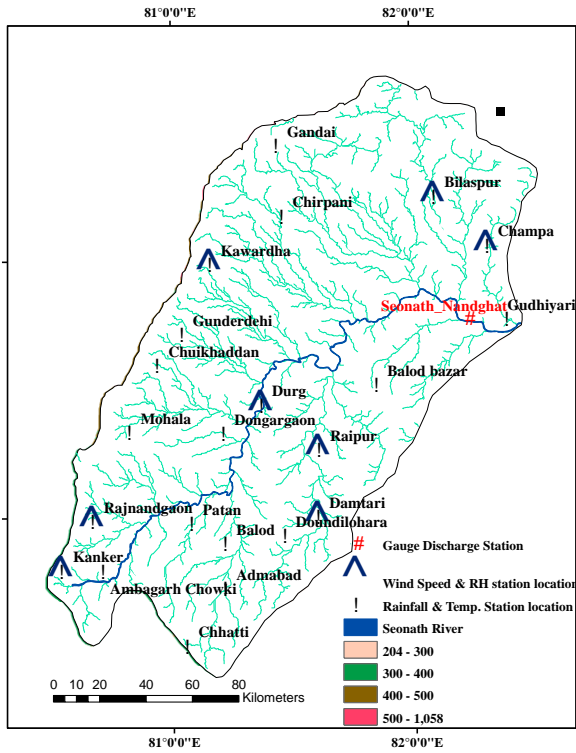 81°0'0"E
82°0'0"E
Gandai
!
Bilaspur
!
Chirpani
!
Champa
!
Kawardha
!
Seonath_Nandghat
#
Gudhiyari
!
Gunderdehi
!
Chuikhaddan
!
Balod bazar
!
Durg
!
Mohala
!
Dongargaon
!
Raipur
!
Rajnandgaon
!
Patan
!
Damtari
!
Doundilohara
!
Balod
!
Kanker
!
Ambagarh Chowki
!
Admabad
!
Chhatti
!
# Gauge Discharge Station
Wind Speed & RH station location
! Rainfall & Temp. Station location
Seonath River
204 - 300
300 - 400
400 - 500
500 - 1,058
0 5 10 20 40 60 80
Kilometers
81°0'0"E
82°0'0"E